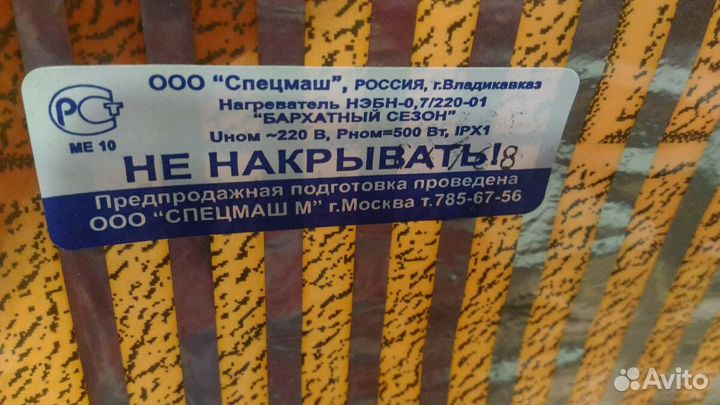 ООО "Спецмаш", РОССИЯ, г.Владикавказ
Нагреватель НЭБН-0,7/220-01
"БАРХАТНЫЙ СЕЗОН"
Uном ~220 В, Рном=500 Вт, IPX1
РСТ
МЕ 10
НЕ НАКРЫВАТЬ!
Предпродажная подготовка проведена
ООО "СПЕЦМАШ М" г.Москва т.785-67-56
Avito